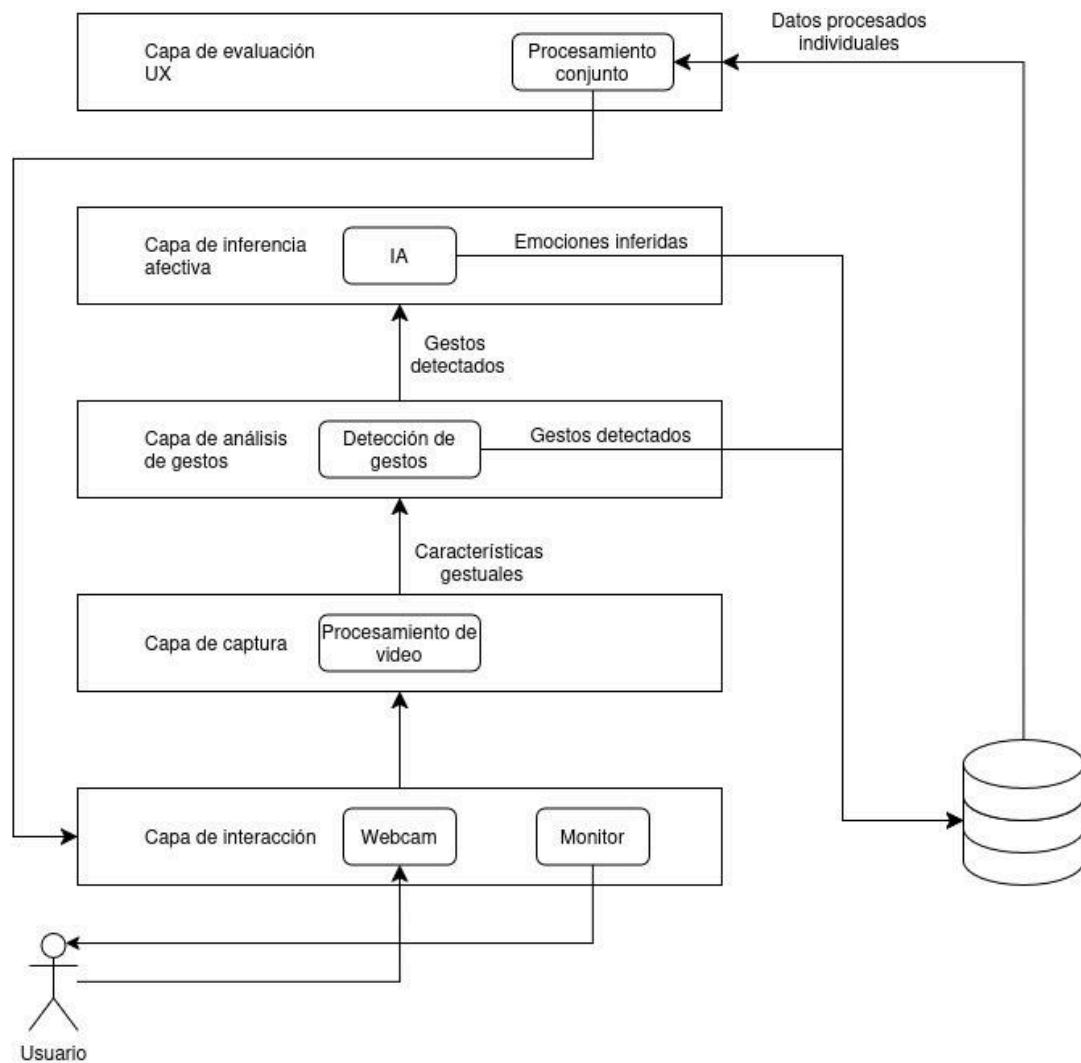 Datos procesados
individuales
Capa de evaluación
UX
Procesamiento
conjunto
Capa de inferencia
afectiva
IA
Emociones inferidas
Gestos
detectados
Capa de análisis
de gestos
Detección de
gestos
Gestos detectados
Características
gestuales
Capa de captura
Procesamiento de
video
Capa de interacción
Webcam
Monitor
Usuario